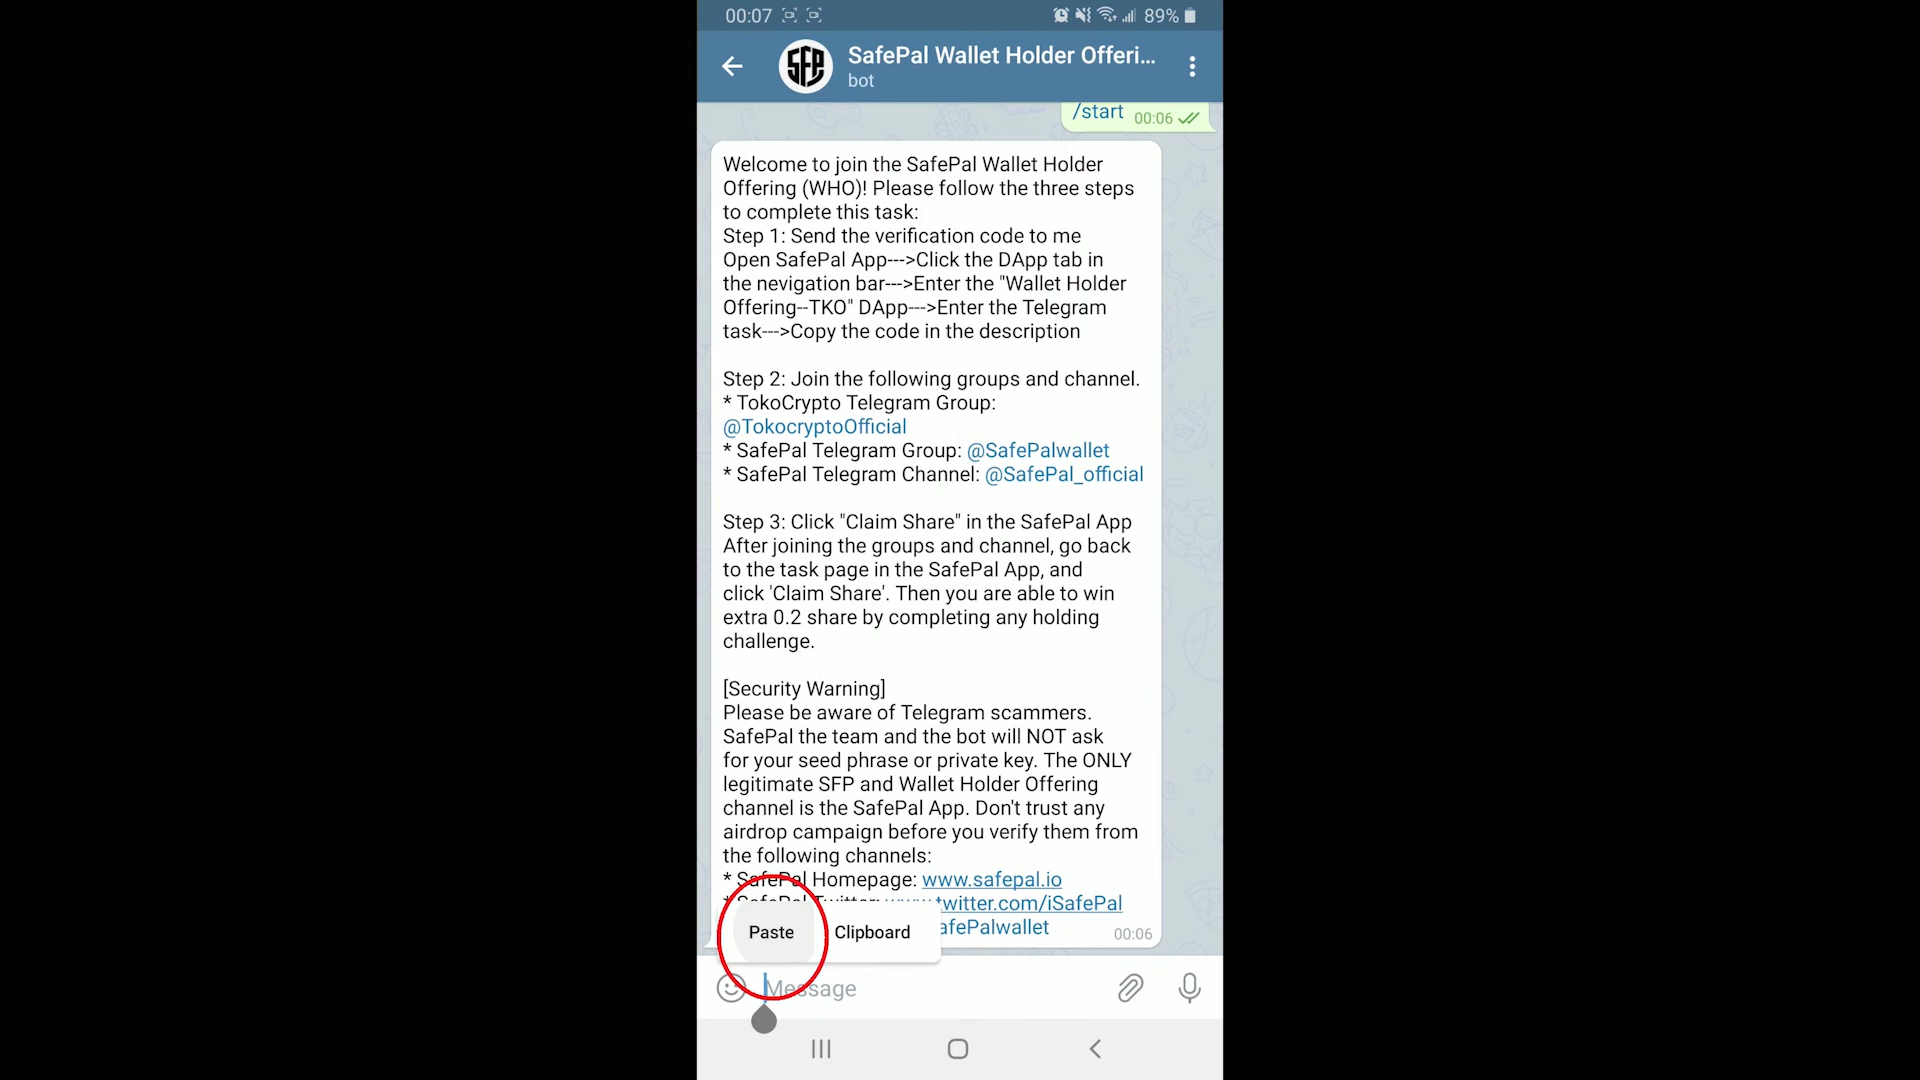 00:07
89%
SFP
SafePal Wallet Holder Offeri...
bot
/start 00:06
Welcome to join the SafePal Wallet Holder
Offering (WHO)! Please follow the three steps
to complete this task:
Step 1: Send the verification code to me
Open SafePal App--->Click the DApp tab in
the nevigation bar--->Enter the "Wallet Holder
Offering--TKO" DApp--->Enter the Telegram
task--->Copy the code in the description
Step 2: Join the following groups and channel.
* TokoCrypto Telegram Group:
@TokocryptoOfficial
* SafePal Telegram Group: @SafePalwallet
* SafePal Telegram Channel: @SafePal_official
Step 3: Click "Claim Share" in the SafePal App
After joining the groups and channel, go back
to the task page in the SafePal App, and
click 'Claim Share'. Then you are able to win
extra 0.2 share by completing any holding
challenge.
[Security Warning]
Please be aware of Telegram scammers.
SafePal the team and the bot will NOT ask
for your seed phrase or private key. The ONLY
legitimate SFP and Wallet Holder Offering
channel is the SafePal App. Don't trust any
airdrop campaign before you verify them from
the following channels:
* SafePal Homepage: www.safepal.io
* SafePal Twitter: www.twitter.com/iSafePal
afePalwallet
00:06
Paste Clipboard
Message